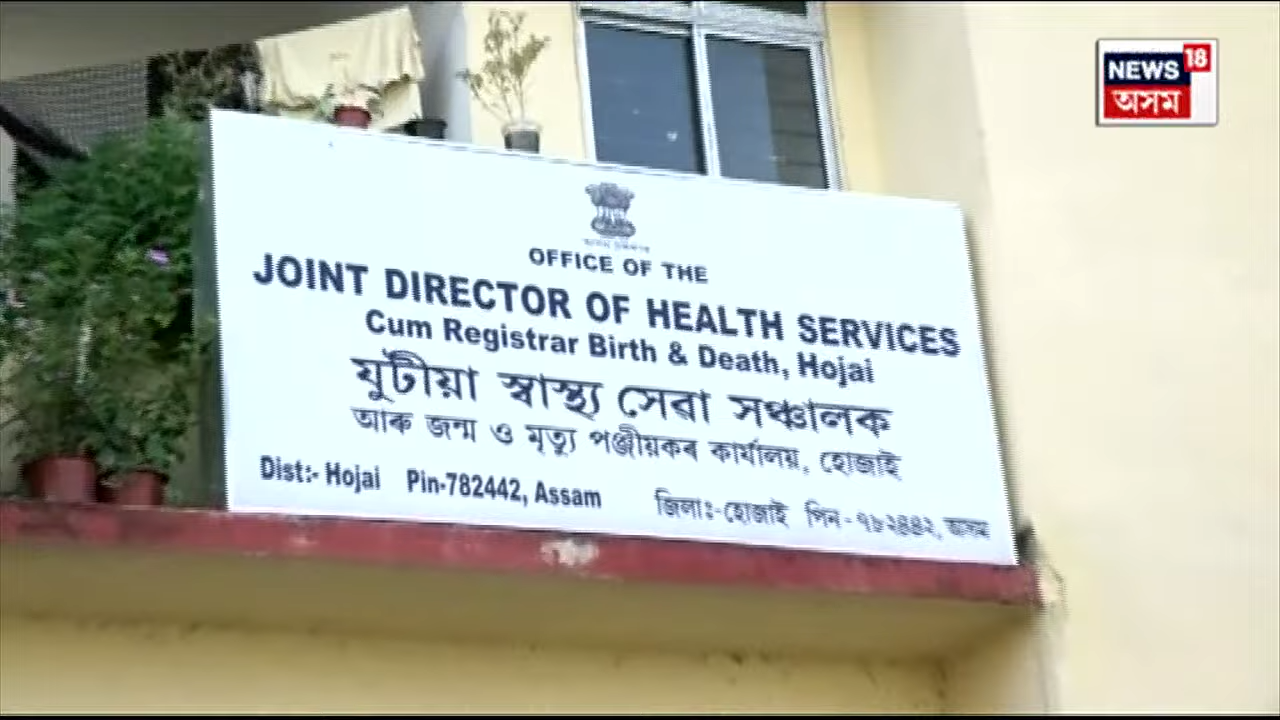 NEWS 18
অসম
OFFICE OF THE
JOINT DIRECTOR OF HEALTH SERVICES
Cum Registrar Birth & Death, Hojai
যুটীয়া স্বাস্থ্য সেৱা সঞ্চালক
আৰু জন্ম ও মৃত্যু পঞ্জীয়কৰ কাৰ্যালয়, হোজাই
Dist:- Hojai Pin-782442, Assam
জিলাঃ-হোজাই পিন - ৭৮২৪৪২, অসম